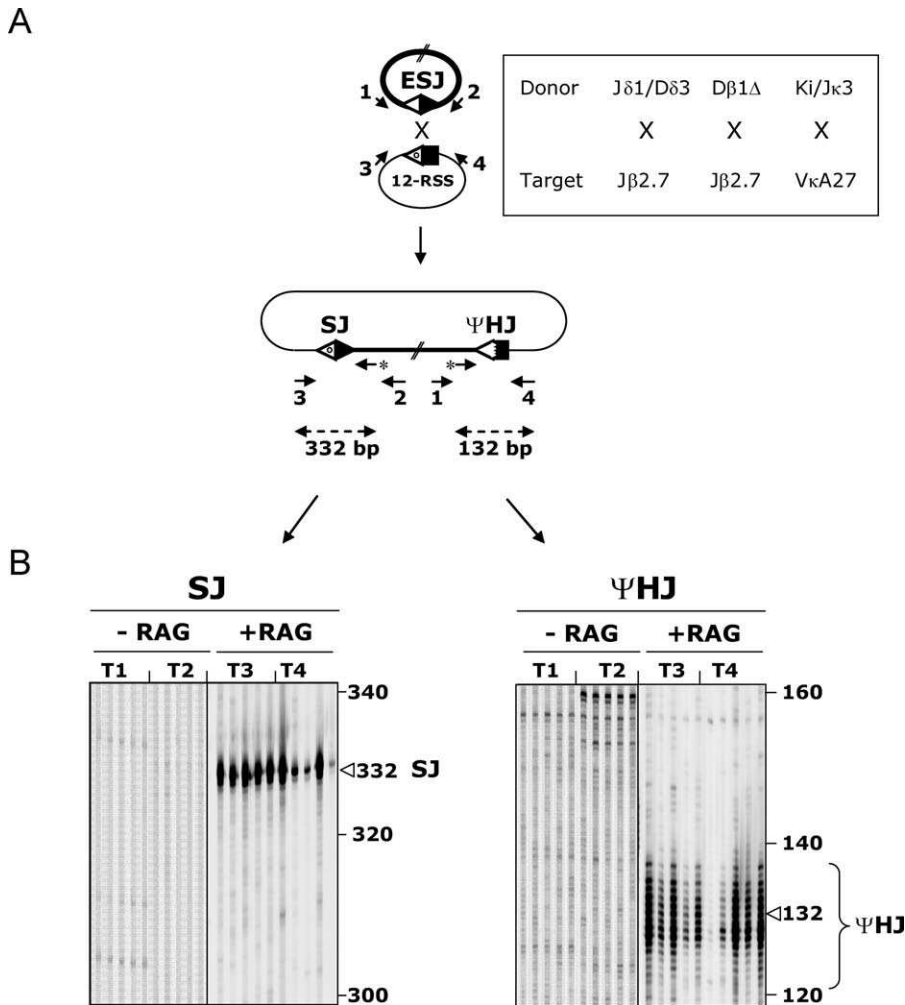 A
ESJ
1 2
X
3 4
12-RSS
Donor Jδ1/Dδ3 Dβ1Δ Ki/Jκ3
X X X
Target Jβ2.7 Jβ2.7 VκA27
SJ ΨHJ
* *
3 2 1 4
332 bp 132 bp
B
SJ ΨHJ
- RAG +RAG - RAG +RAG
T1 T2 T3 T4 T1 T2 T3 T4
340 160
332 SJ
320 140
132 ΨHJ
300 120